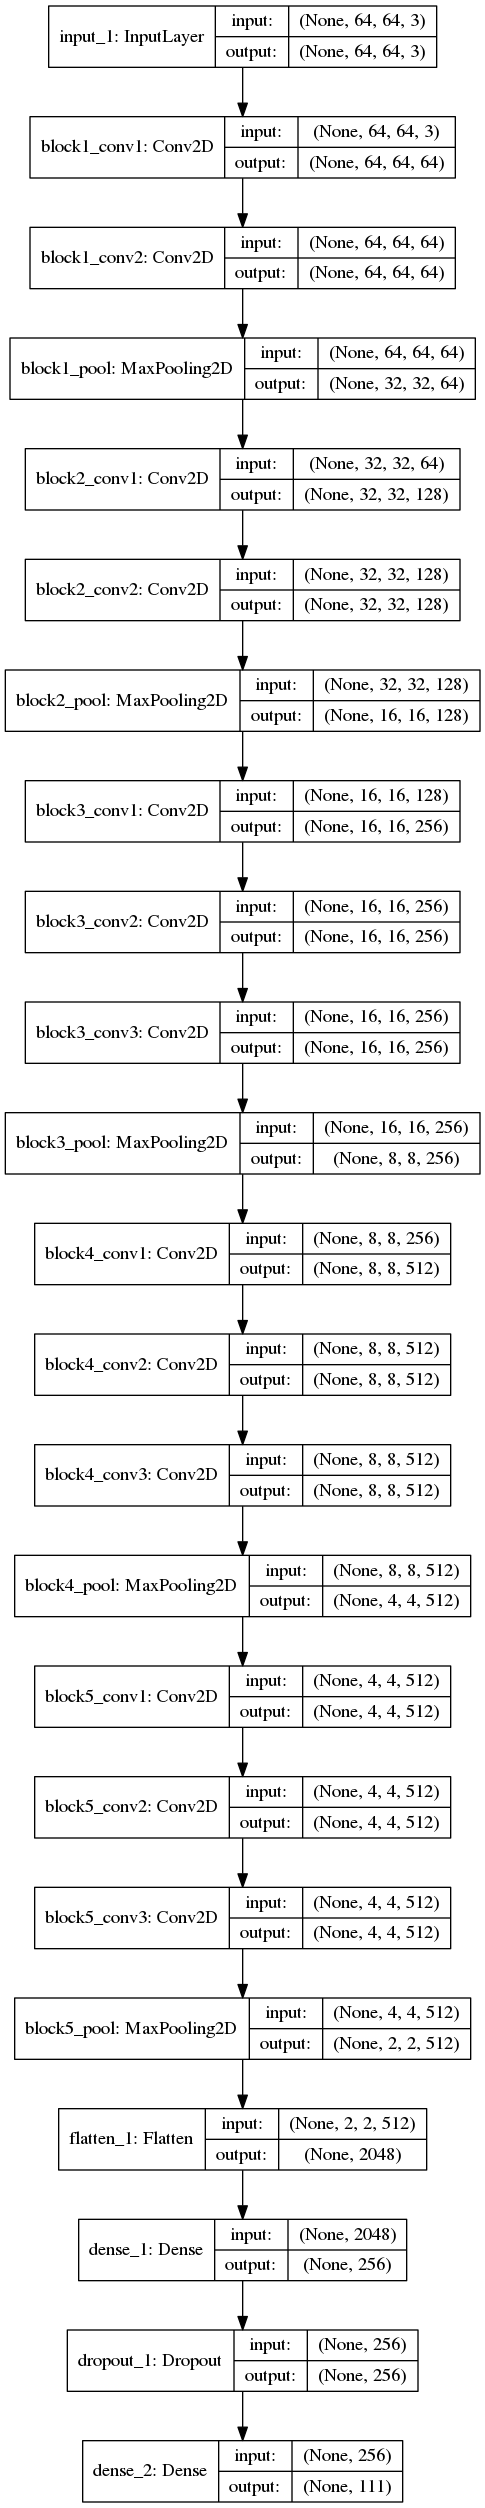 input_1: InputLayer
input: (None, 64, 64, 3)
output: (None, 64, 64, 3)
block1_conv1: Conv2D
input: (None, 64, 64, 3)
output: (None, 64, 64, 64)
block1_conv2: Conv2D
input: (None, 64, 64, 64)
output: (None, 64, 64, 64)
block1_pool: MaxPooling2D
input: (None, 64, 64, 64)
output: (None, 32, 32, 64)
block2_conv1: Conv2D
input: (None, 32, 32, 64)
output: (None, 32, 32, 128)
block2_conv2: Conv2D
input: (None, 32, 32, 128)
output: (None, 32, 32, 128)
block2_pool: MaxPooling2D
input: (None, 32, 32, 128)
output: (None, 16, 16, 128)
block3_conv1: Conv2D
input: (None, 16, 16, 128)
output: (None, 16, 16, 256)
block3_conv2: Conv2D
input: (None, 16, 16, 256)
output: (None, 16, 16, 256)
block3_conv3: Conv2D
input: (None, 16, 16, 256)
output: (None, 16, 16, 256)
block3_pool: MaxPooling2D
input: (None, 16, 16, 256)
output: (None, 8, 8, 256)
block4_conv1: Conv2D
input: (None, 8, 8, 256)
output: (None, 8, 8, 512)
block4_conv2: Conv2D
input: (None, 8, 8, 512)
output: (None, 8, 8, 512)
block4_conv3: Conv2D
input: (None, 8, 8, 512)
output: (None, 8, 8, 512)
block4_pool: MaxPooling2D
input: (None, 8, 8, 512)
output: (None, 4, 4, 512)
block5_conv1: Conv2D
input: (None, 4, 4, 512)
output: (None, 4, 4, 512)
block5_conv2: Conv2D
input: (None, 4, 4, 512)
output: (None, 4, 4, 512)
block5_conv3: Conv2D
input: (None, 4, 4, 512)
output: (None, 4, 4, 512)
block5_pool: MaxPooling2D
input: (None, 4, 4, 512)
output: (None, 2, 2, 512)
flatten_1: Flatten
input: (None, 2, 2, 512)
output: (None, 2048)
dense_1: Dense
input: (None, 2048)
output: (None, 256)
dropout_1: Dropout
input: (None, 256)
output: (None, 256)
dense_2: Dense
input: (None, 256)
output: (None, 111)